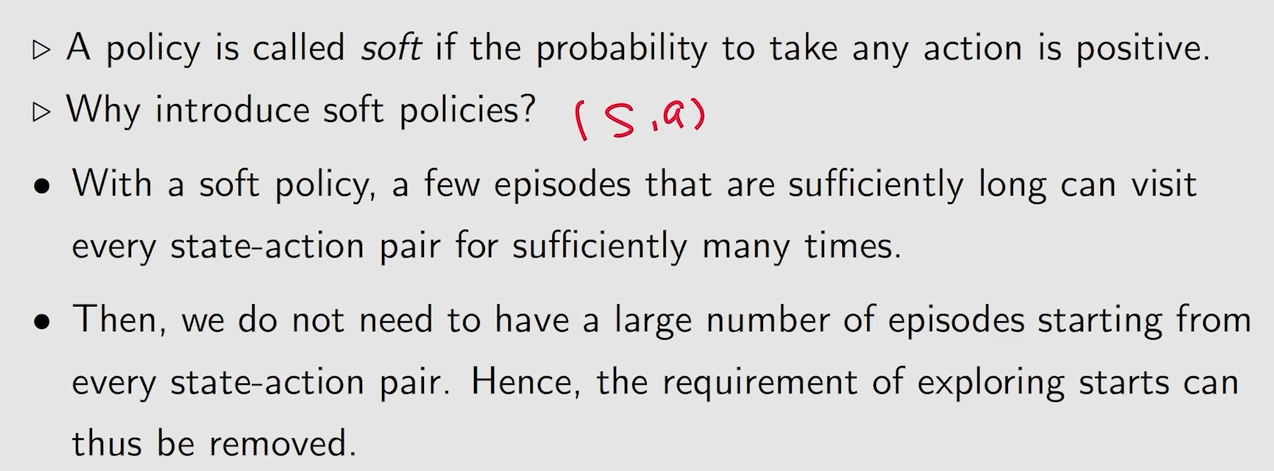 ▷ A policy is called soft if the probability to take any action is positive.
▷ Why introduce soft policies? (s,a)
• With a soft policy, a few episodes that are sufficiently long can visit
every state-action pair for sufficiently many times.
• Then, we do not need to have a large number of episodes starting from
every state-action pair. Hence, the requirement of exploring starts can
thus be removed.